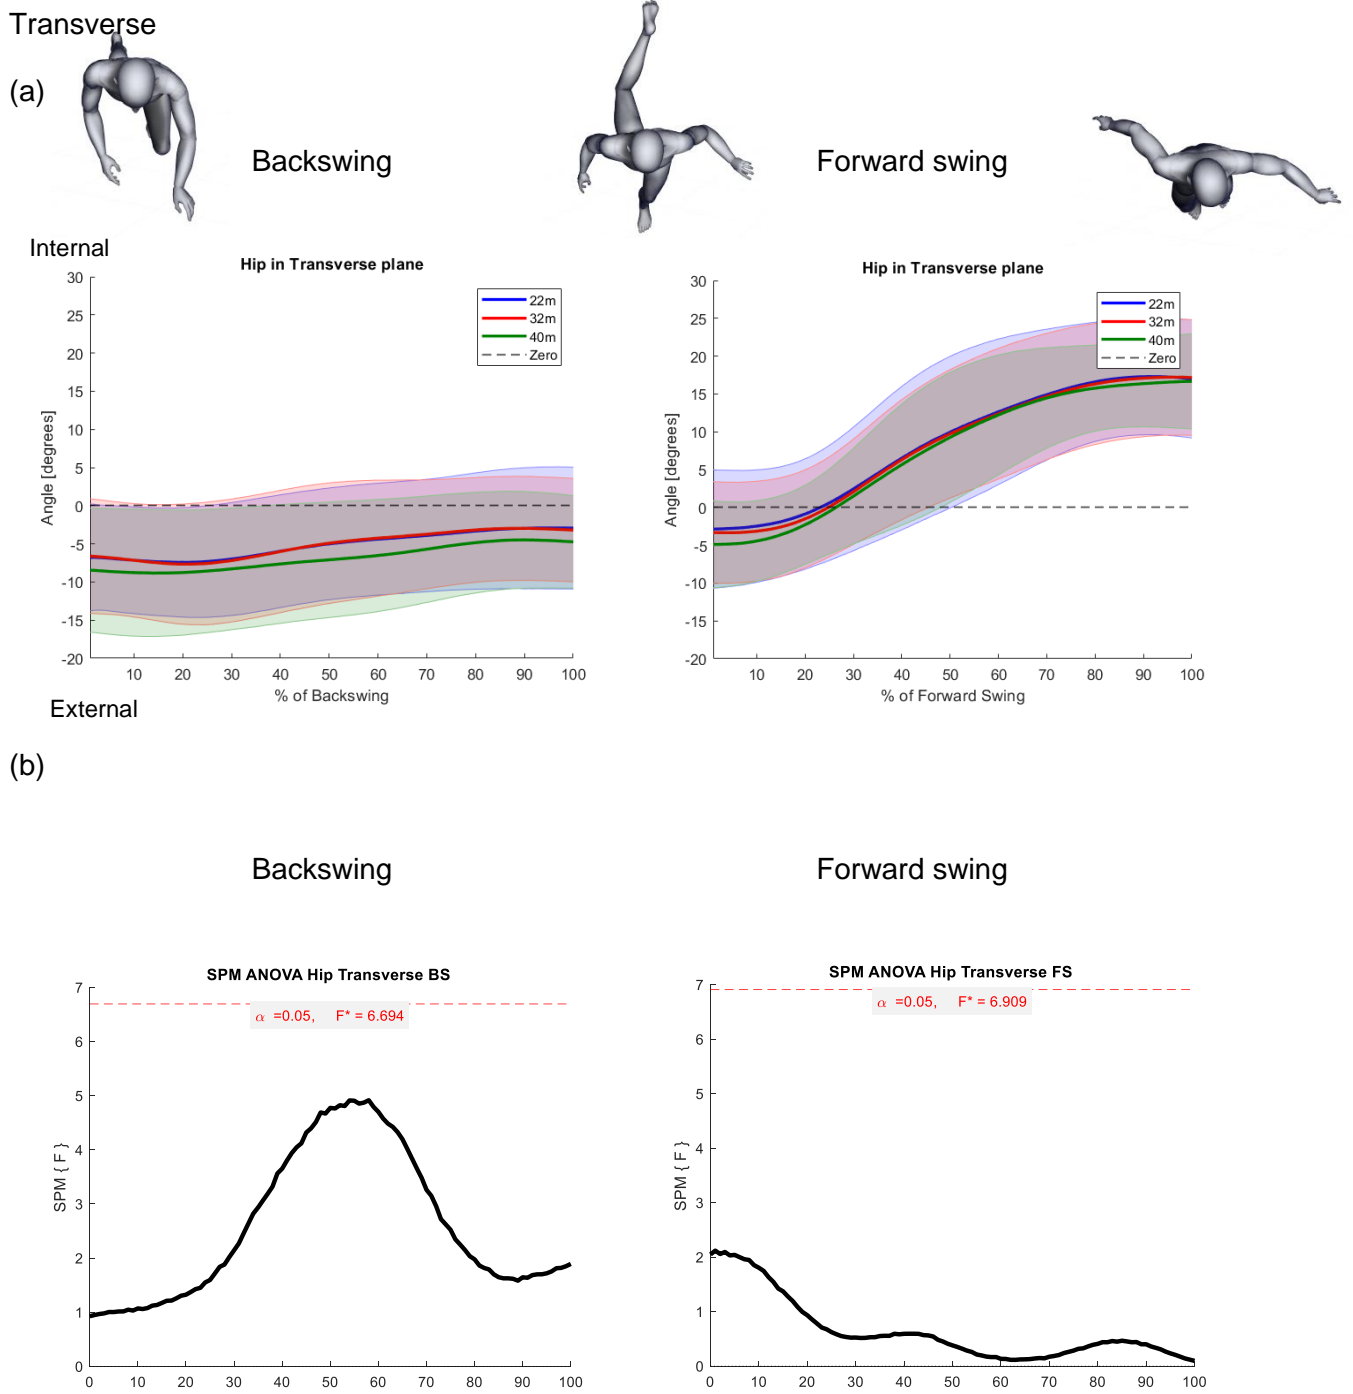 Transverse
(a)
Backswing
Forward swing
Internal
Hip in Transverse plane
30
25
20
15
10
5
0
-5
-10
-15
-20
Angle [degrees]
22m
32m
40m
Zero
10 20 30 40 50 60 70 80 90 100
% of Backswing
Hip in Transverse plane
30
25
20
15
10
5
0
-5
-10
-15
-20
Angle [degrees]
22m
32m
40m
Zero
10 20 30 40 50 60 70 80 90 100
% of Forward Swing
External
(b)
Backswing
Forward swing
SPM ANOVA Hip Transverse BS
7
6
5
4
3
2
1
0
SPM { F }
α =0.05, F* = 6.694
0 10 20 30 40 50 60 70 80 90 100
SPM ANOVA Hip Transverse FS
7
6
5
4
3
2
1
0
SPM { F }
α =0.05, F* = 6.909
0 10 20 30 40 50 60 70 80 90 100